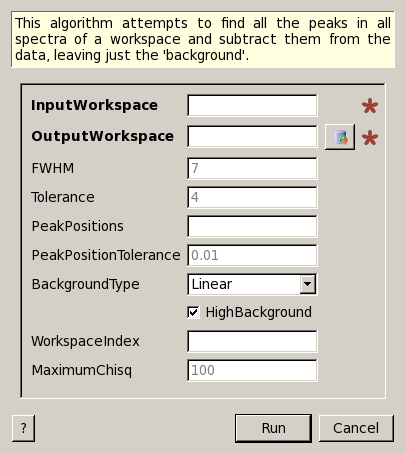 This algorithm attempts to find all the peaks in all
spectra of a workspace and subtract them from the
data, leaving just the 'background'.
InputWorkspace
OutputWorkspace
FWHM 7
Tolerance 4
PeakPositions
PeakPositionTolerance 0.01
BackgroundType Linear
HighBackground
WorkspaceIndex
MaximumChisq 100
? Run Cancel